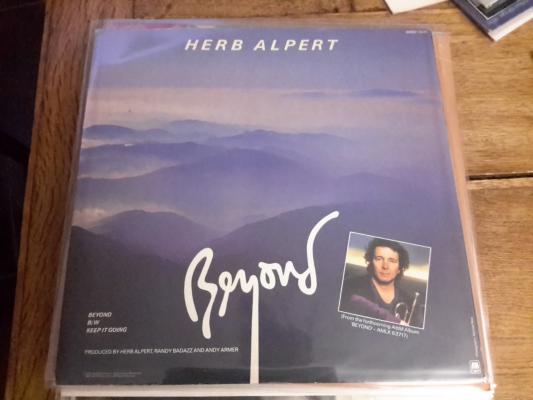 HERB ALPERT
Beyond
BEYOND
B/W
KEEP IT GOING
PRODUCED BY HERB ALPERT, RANDY BADAZZ AND ANDY ARMER
(From the forthcoming A&M Album
'BEYOND' - AMLK 63717)